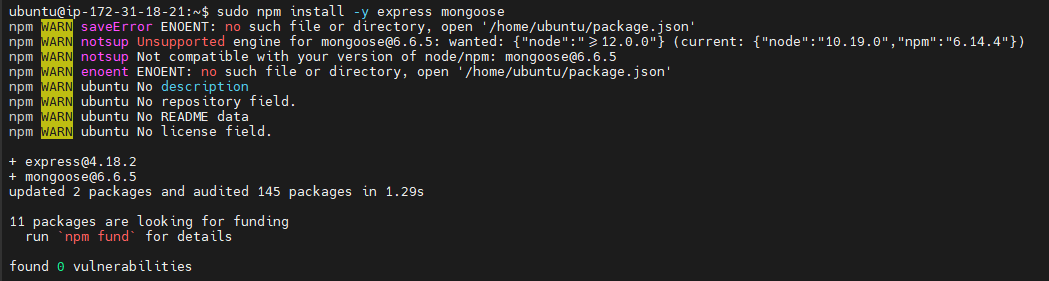 ubuntu@ip-172-31-18-21:~$ sudo npm install -y express mongoose
npm WARN saveError ENOENT: no such file or directory, open '/home/ubuntu/package.json'
npm WARN notsup Unsupported engine for mongoose@6.6.5: wanted: {"node":">=12.0.0"} (current: {"node":"10.19.0","npm":"6.14.4"})
npm WARN notsup Not compatible with your version of node/npm: mongoose@6.6.5
npm WARN enoent ENOENT: no such file or directory, open '/home/ubuntu/package.json'
npm WARN ubuntu No description
npm WARN ubuntu No repository field.
npm WARN ubuntu No README data
npm WARN ubuntu No license field.

+ express@4.18.2
+ mongoose@6.6.5
updated 2 packages and audited 145 packages in 1.29s

11 packages are looking for funding
  run `npm fund` for details

found 0 vulnerabilities